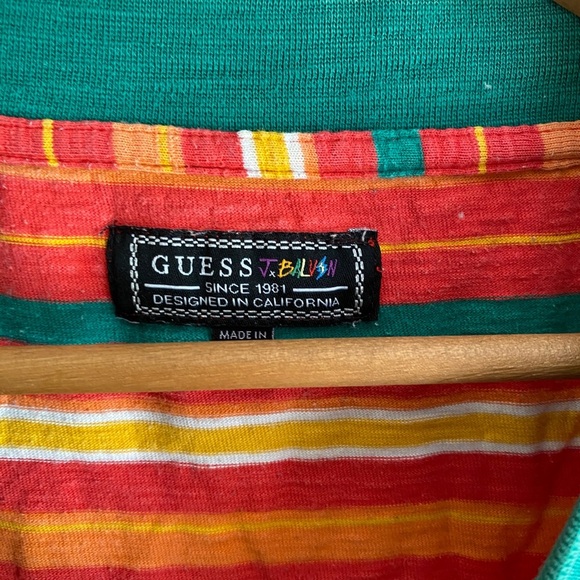 GUESS J x BALVIN
SINCE 1981
DESIGNED IN CALIFORNIA
MADE IN